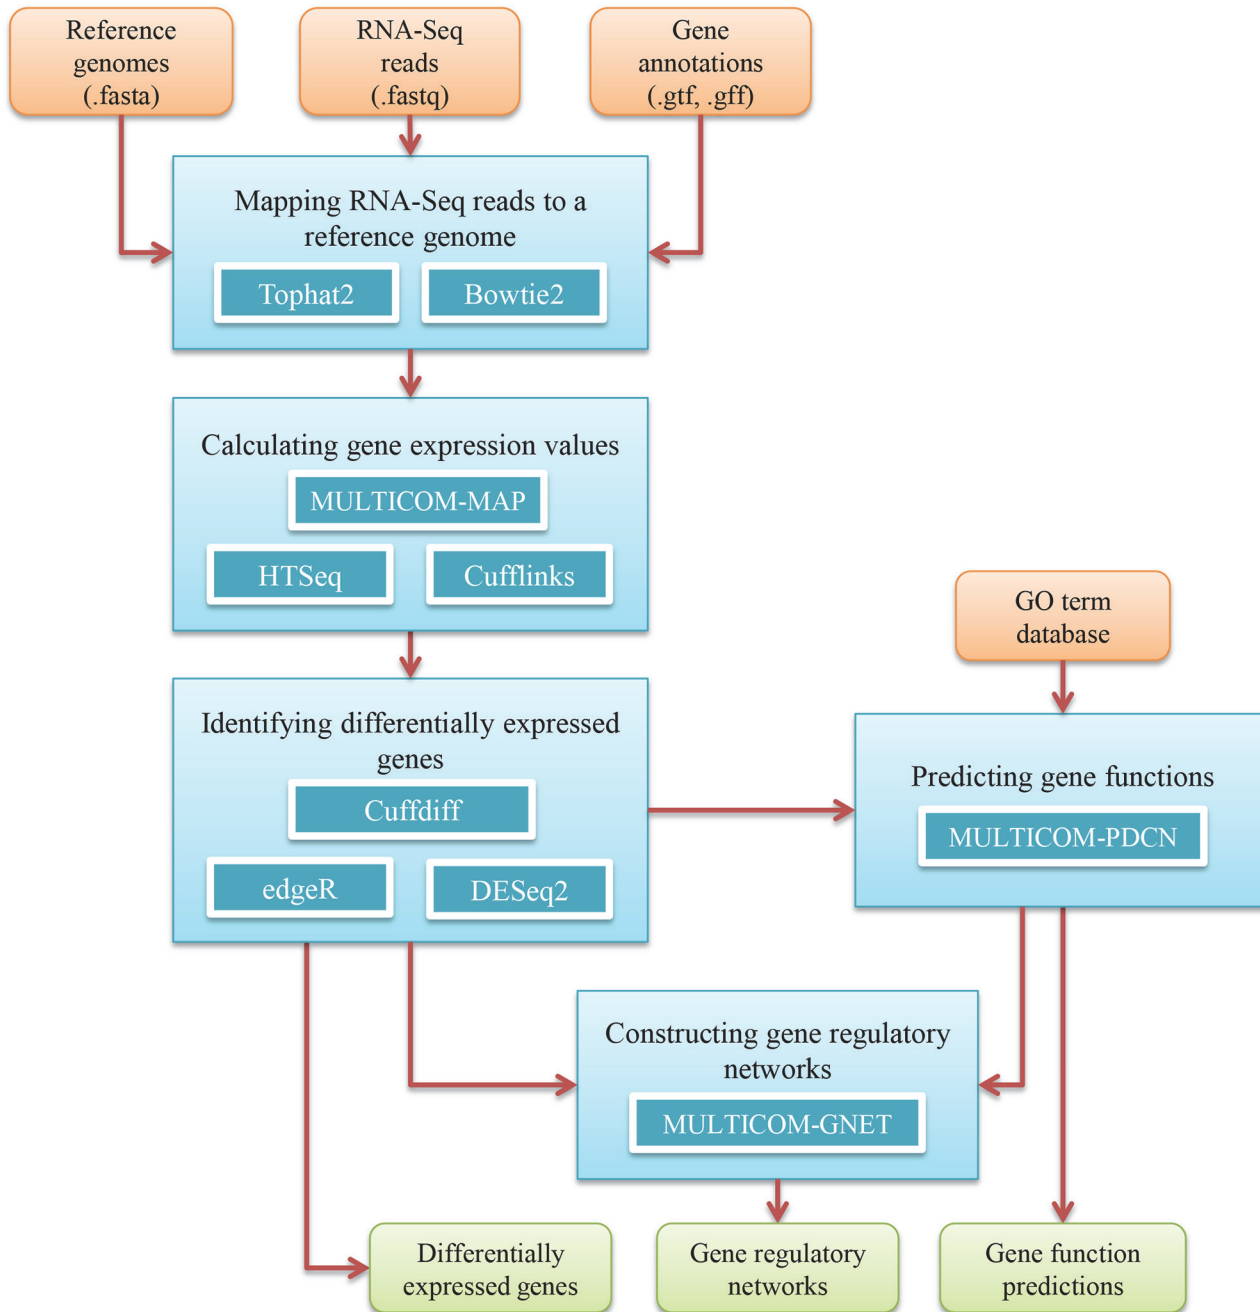 Reference
genomes
(.fasta)
RNA-Seq
reads
(.fastq)
Gene
annotations
(.gtf, .gff)
Mapping RNA-Seq reads to a
reference genome
Tophat2
Bowtie2
Calculating gene expression values
MULTICOM-MAP
HTSeq
Cufflinks
GO term
database
Identifying differentially expressed
genes
Cuffdiff
edgeR
DESeq2
Predicting gene functions
MULTICOM-PDCN
Constructing gene regulatory
networks
MULTICOM-GNET
Differentially
expressed genes
Gene regulatory
networks
Gene function
predictions